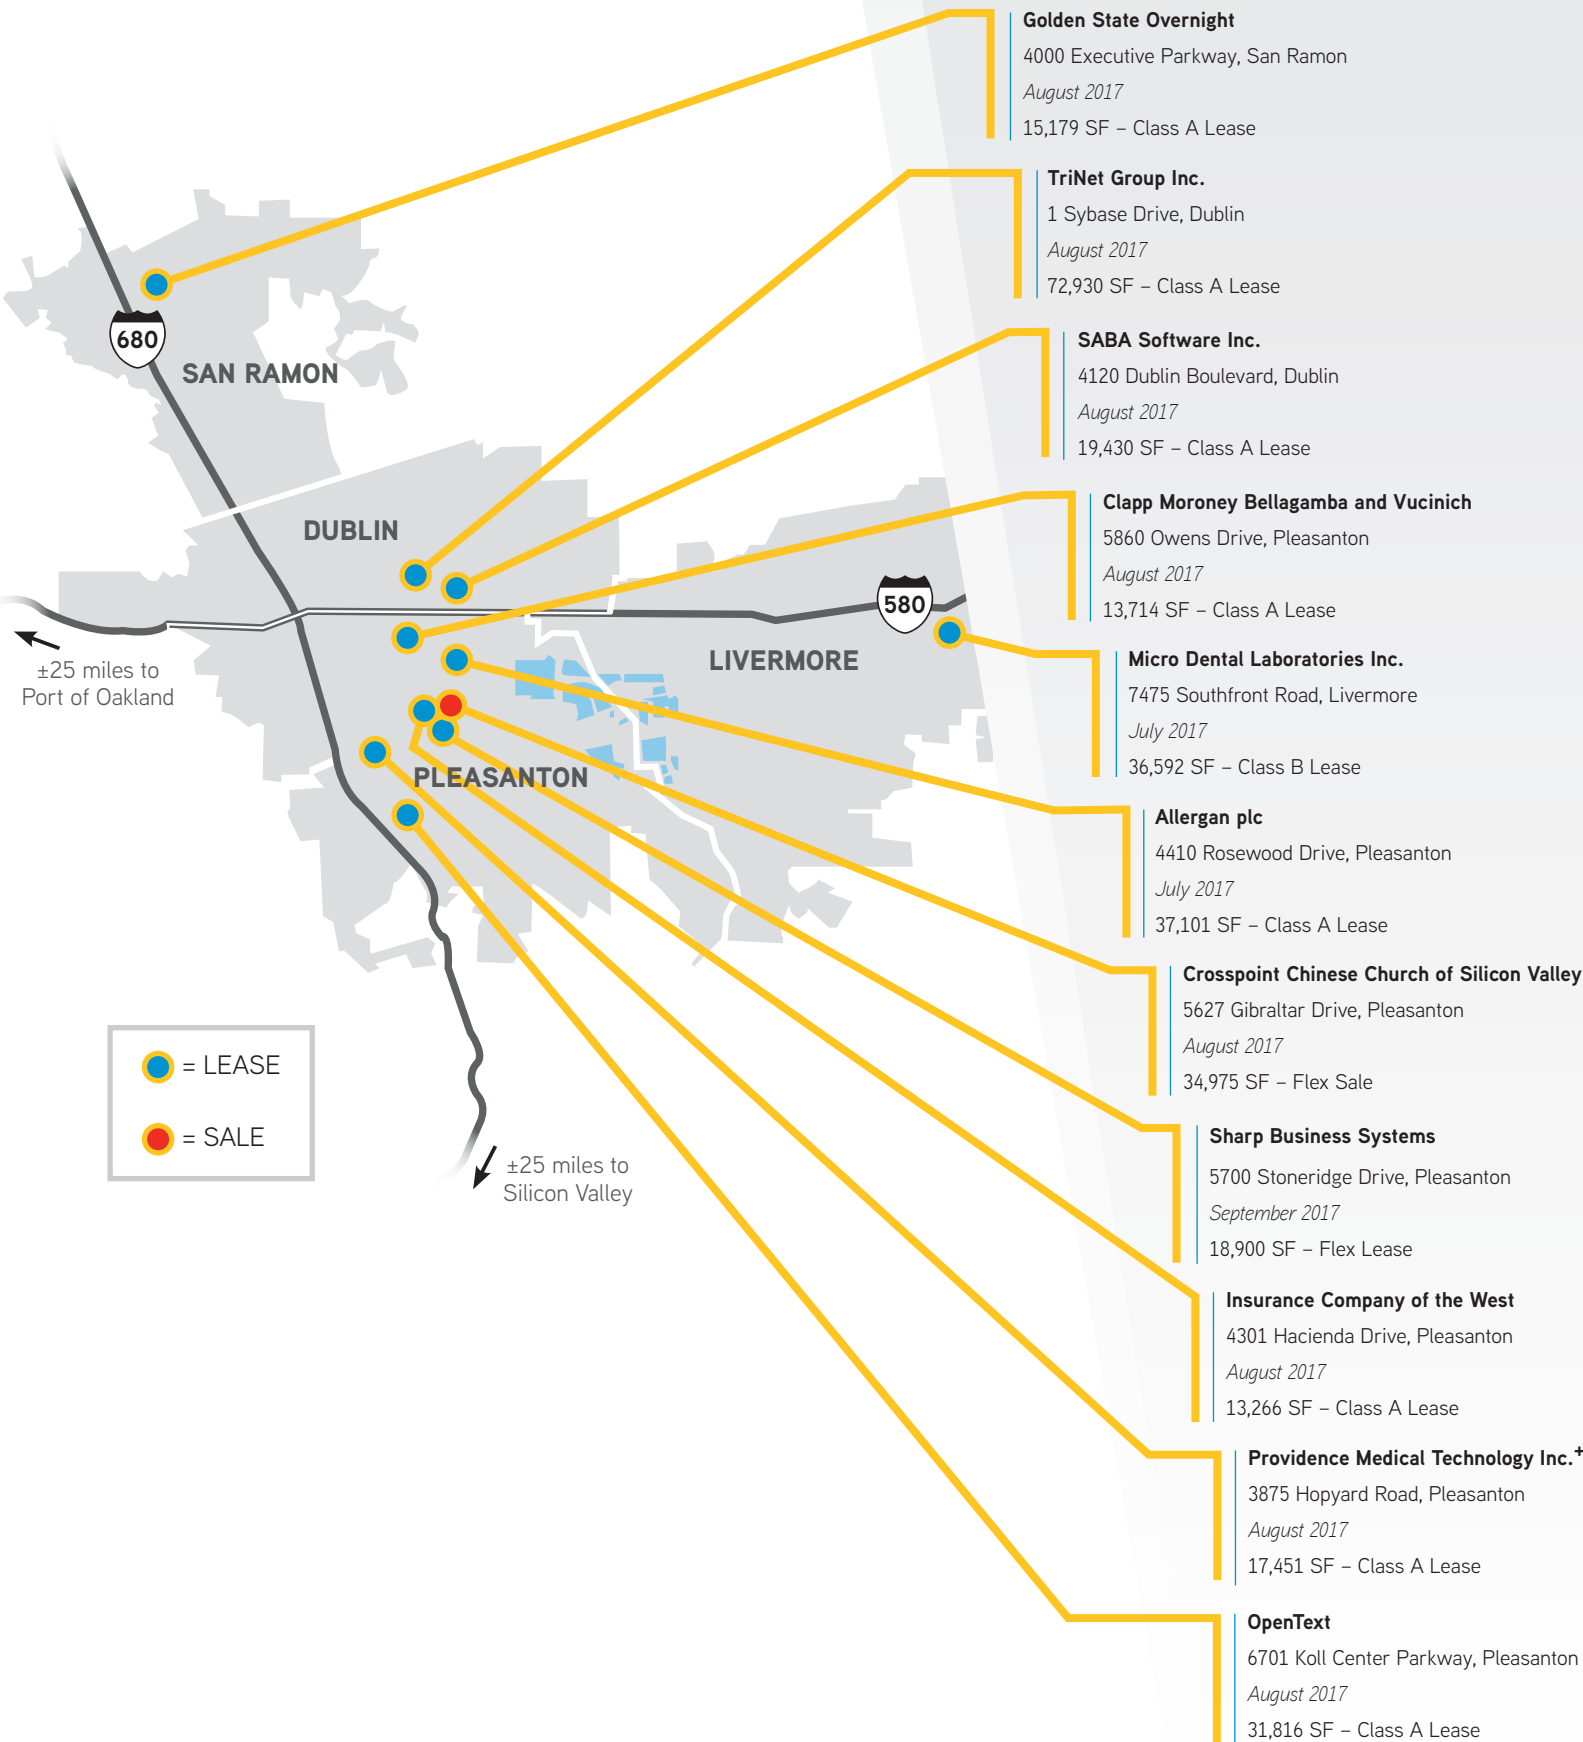 Golden State Overnight
4000 Executive Parkway, San Ramon
August 2017
15,179 SF – Class A Lease
TriNet Group Inc.
1 Sybase Drive, Dublin
August 2017
72,930 SF – Class A Lease
SABA Software Inc.
4120 Dublin Boulevard, Dublin
August 2017
19,430 SF – Class A Lease
Clapp Moroney Bellagamba and Vucinich
5860 Owens Drive, Pleasanton
August 2017
13,714 SF – Class A Lease
Micro Dental Laboratories Inc.
7475 Southfront Road, Livermore
July 2017
36,592 SF – Class B Lease
Allergan plc
4410 Rosewood Drive, Pleasanton
July 2017
37,101 SF – Class A Lease
Crosspoint Chinese Church of Silicon Valley
5627 Gibraltar Drive, Pleasanton
August 2017
34,975 SF – Flex Sale
Sharp Business Systems
5700 Stoneridge Drive, Pleasanton
September 2017
18,900 SF – Flex Lease
Insurance Company of the West
4301 Hacienda Drive, Pleasanton
August 2017
13,266 SF – Class A Lease
Providence Medical Technology Inc.+
3875 Hopyard Road, Pleasanton
August 2017
17,451 SF – Class A Lease
OpenText
6701 Koll Center Parkway, Pleasanton
August 2017
31,816 SF – Class A Lease
680
SAN RAMON
DUBLIN
580
LIVERMORE
±25 miles to
Port of Oakland
PLEASANTON
= LEASE
= SALE
±25 miles to
Silicon Valley